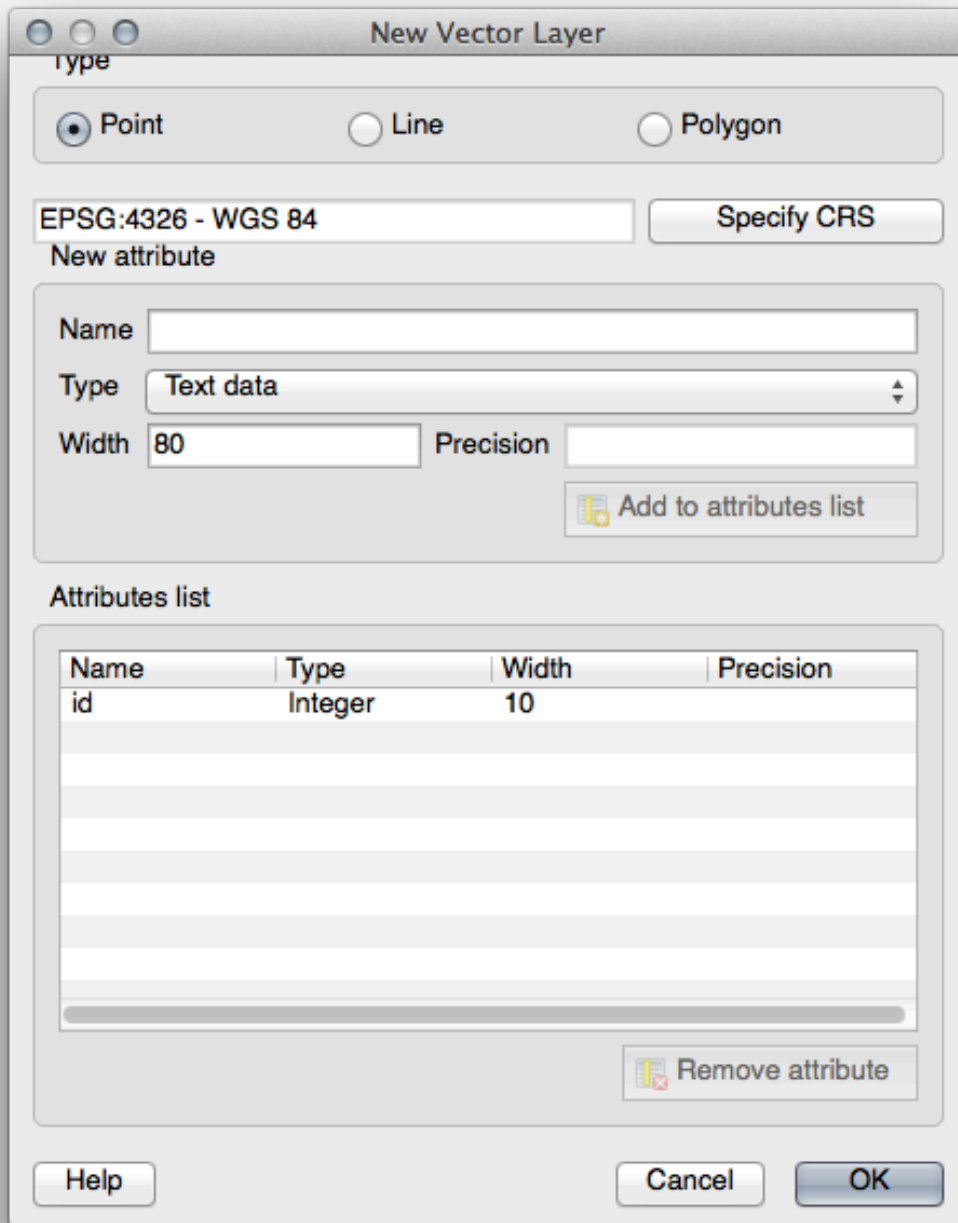 New Vector Layer
Type
Point Line Polygon
EPSG:4326 - WGS 84 Specify CRS
New attribute
Name
Type Text data
Width 80 Precision
Add to attributes list
Attributes list
Name Type Width Precision
id Integer 10
Remove attribute
Help Cancel OK